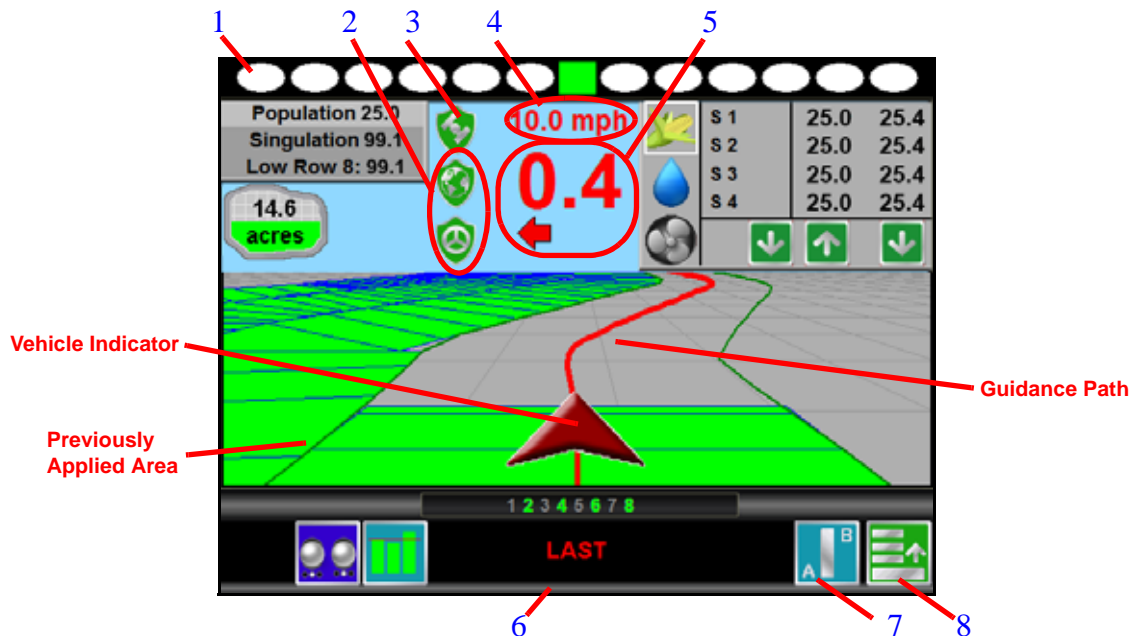 1
2
3
4
5
Population 25.0
Singulation 99.1
Low Row 8: 99.1
14.6
acres
10.0 mph
0.4
S 1 25.0 25.4
S 2 25.0 25.4
S 3 25.0 25.4
S 4 25.0 25.4
Vehicle Indicator
Guidance Path
Previously
Applied Area
1 2 3 4 5 6 7 8
LAST
A B
6
7
8